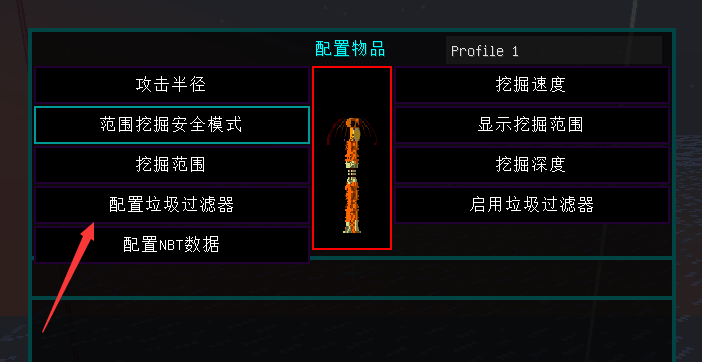 配置物品
Profile 1
攻击半径
挖掘速度
范围挖掘安全模式
显示挖掘范围
挖掘范围
挖掘深度
配置垃圾过滤器
启用垃圾过滤器
配置NBT数据